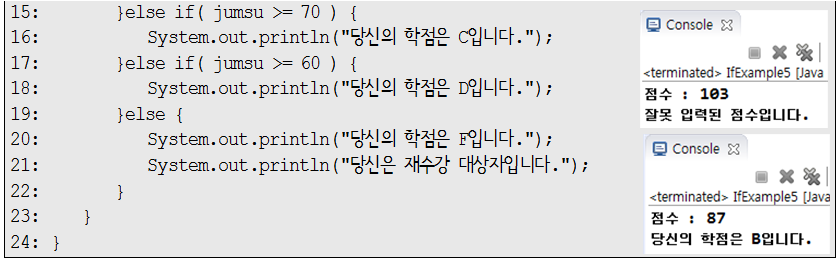 15:        }else if( jumsu >= 70 ) {
16:           System.out.println("당신의 학점은 C입니다.");
17:        }else if( jumsu >= 60 ) {
18:           System.out.println("당신의 학점은 D입니다.");
19:        }else {
20:           System.out.println("당신의 학점은 F입니다.");
21:           System.out.println("당신은 재수강 대상자입니다.");
22:        }
23:     }
24: }
Console
<terminated> IfExample5 [Java
점수 : 103
잘못 입력된 점수입니다.
Console
<terminated> IfExample5 [Java
점수 : 87
당신의 학점은 B입니다.